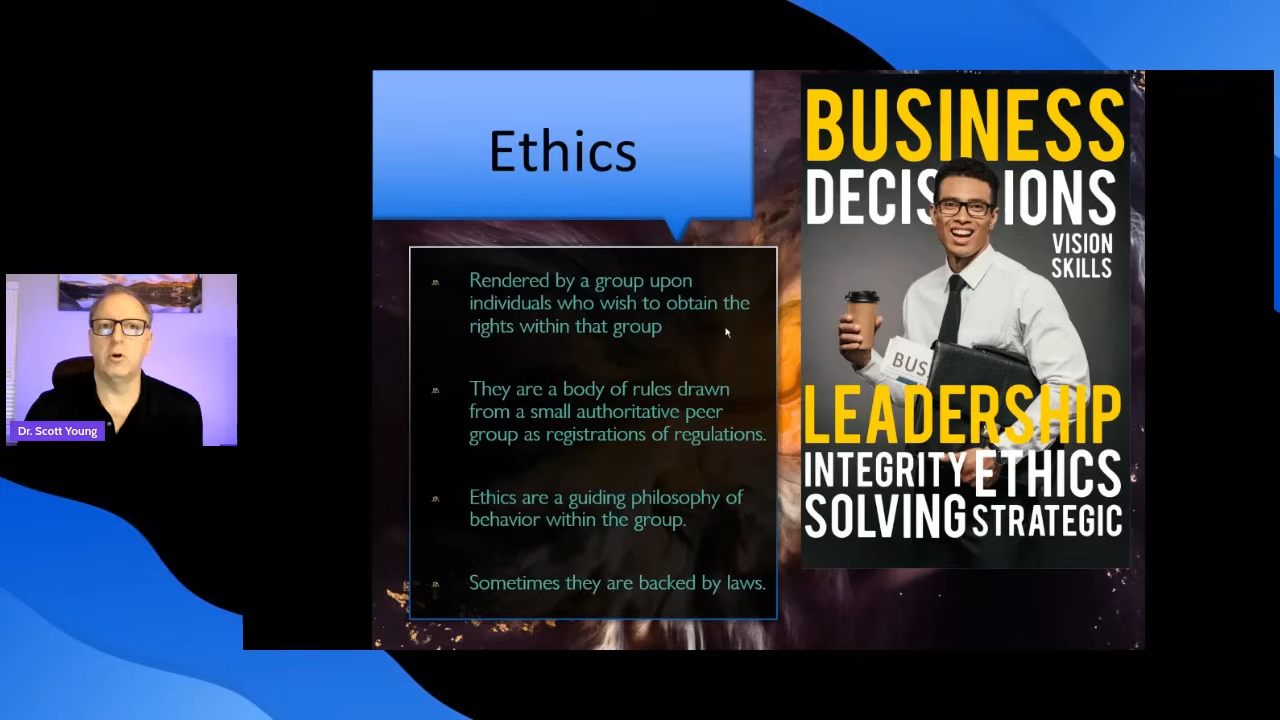 Ethics
Rendered by a group upon
individuals who wish to obtain the
rights within that group
They are a body of rules drawn
from a small authoritative peer
group as registrations of regulations.
Ethics are a guiding philosophy of
behavior within the group.
Sometimes they are backed by laws.
BUSINESS
DECISIONS
VISION
SKILLS
BUS
LEADERSHIP
INTEGRITY ETHICS
SOLVING STRATEGIC
Dr. Scott Young